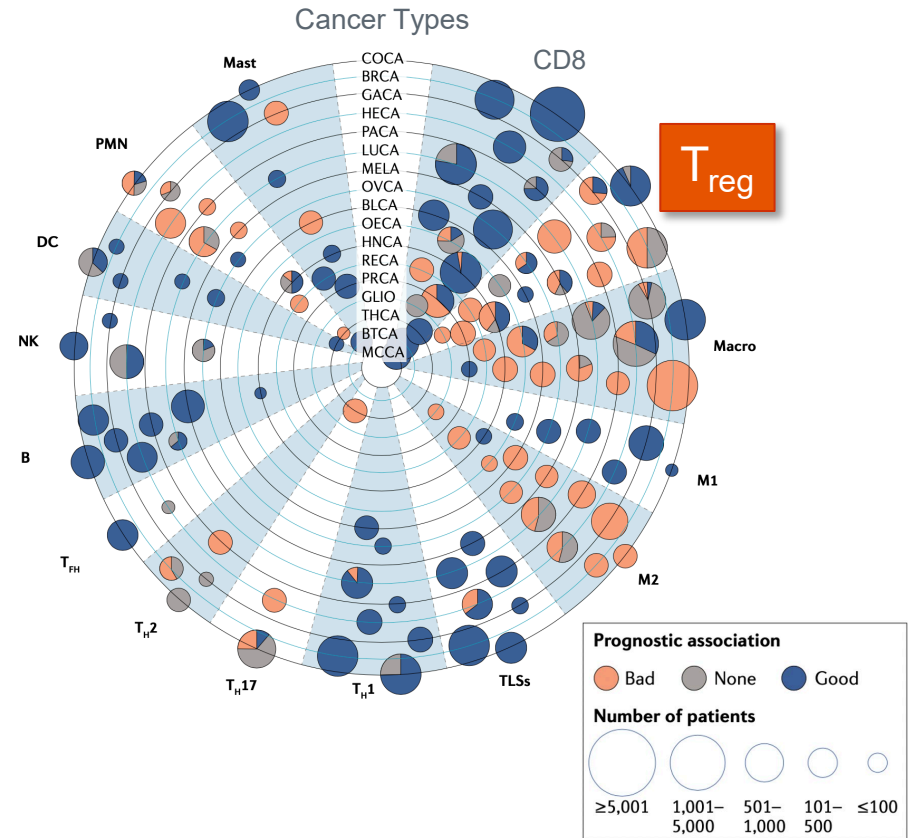 Cancer Types
COCA
BRCA
GACA
HECA
PACA
LUCA
MELA
OVCA
BLCA
OECA
HNCA
RECA
PRCA
GLIO
THCA
BTCA
MCCA
CD8
Treg
Macro
M1
M2
TLSs
TH1
TH17
TH2
TFH
B
NK
DC
PMN
Mast
Prognostic association
Bad None Good
Number of patients
≥5,001 1,001–5,000 501–1,000 101–500 ≤100